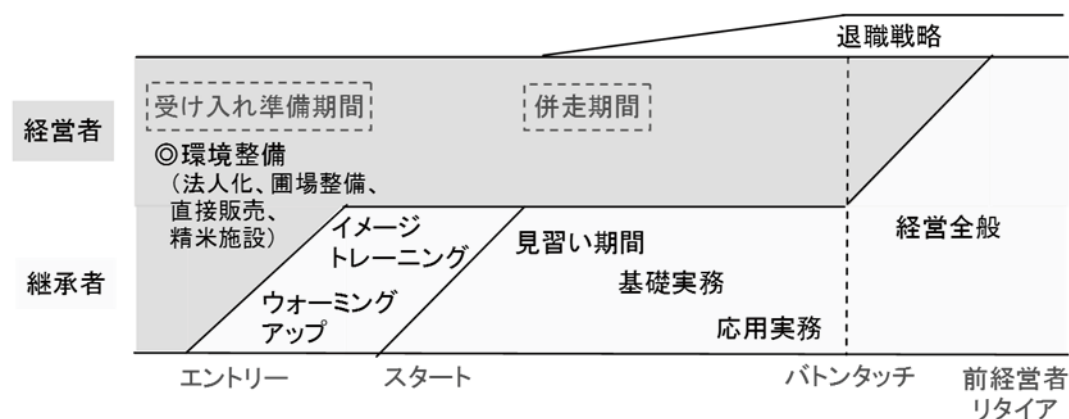 退職戦略
経営者
受け入れ準備期間
併走期間
◎環境整備
(法人化、圃場整備、
直接販売、
精米施設)
継承者
イメージ
トレーニング
ウォーミング
アップ
見習い期間
基礎実務
応用実務
経営全般
エントリー
スタート
バトンタッチ
前経営者
リタイア